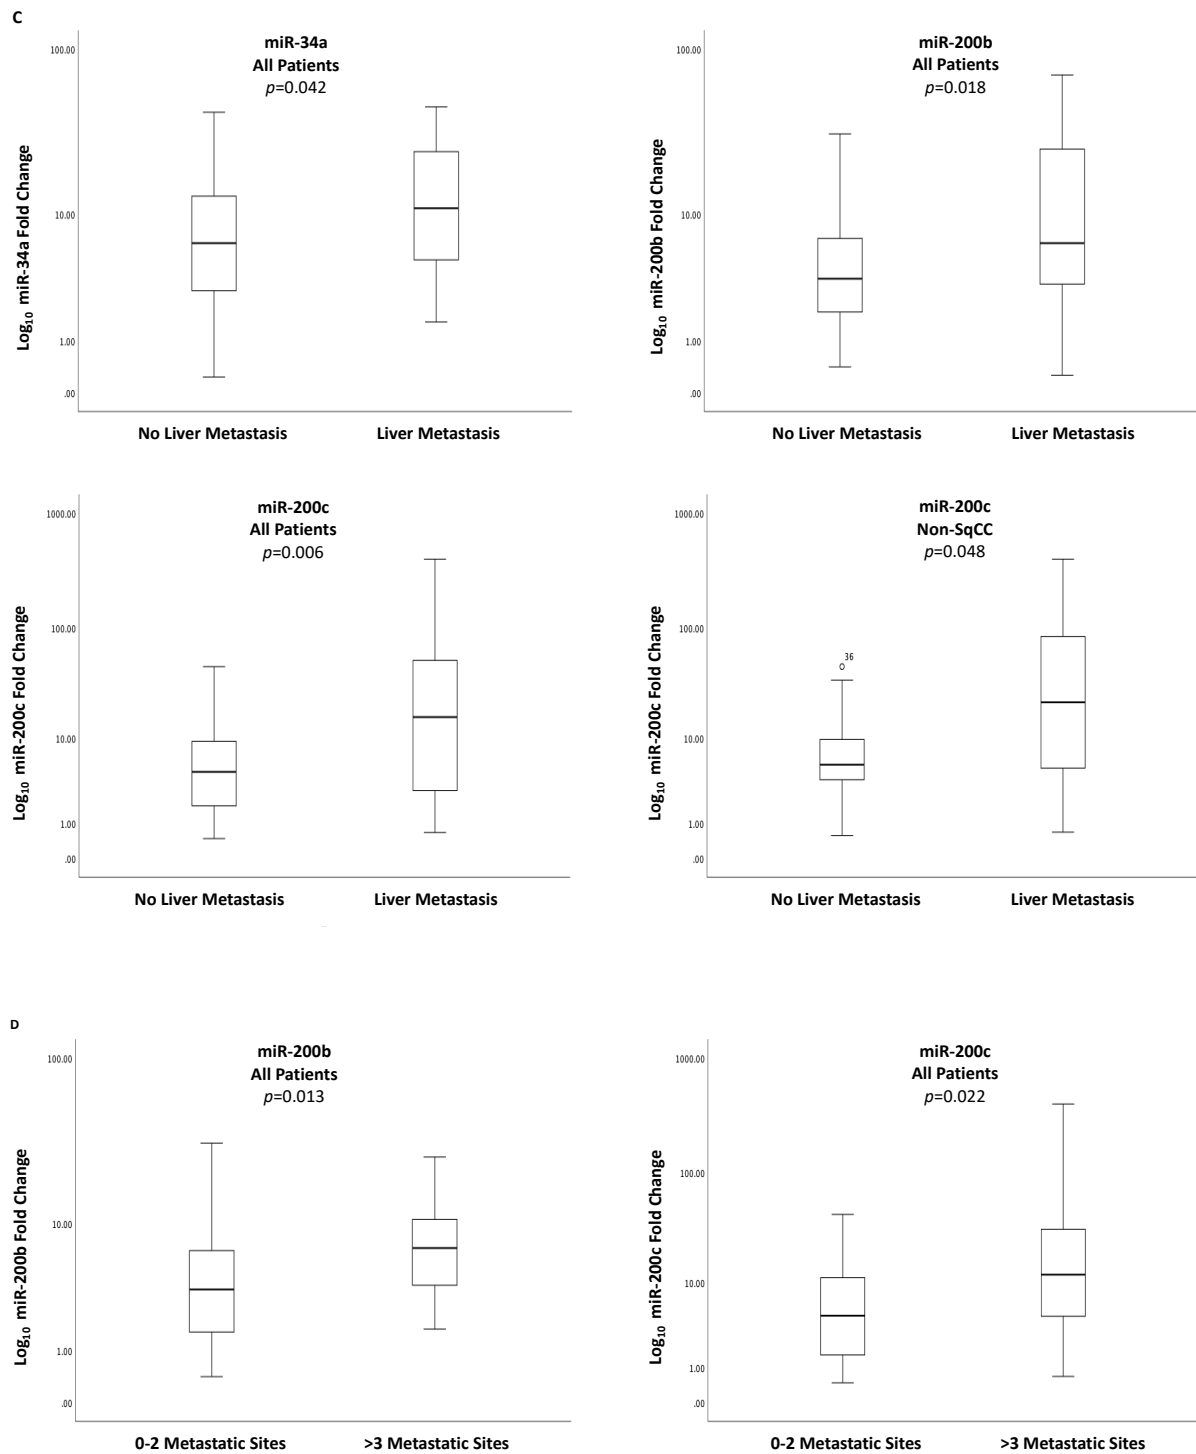 C
miR-34a
All Patients
p=0.042
100.00
10.00
1.00
.00
Log10 miR-34a Fold Change
No Liver Metastasis
Liver Metastasis
miR-200b
All Patients
p=0.018
100.00
10.00
1.00
.00
Log10 miR-200b Fold Change
No Liver Metastasis
Liver Metastasis
miR-200c
All Patients
p=0.006
1000.00
100.00
10.00
1.00
.00
Log10 miR-200c Fold Change
No Liver Metastasis
Liver Metastasis
miR-200c
Non-SqCC
p=0.048
1000.00
100.00
10.00
1.00
.00
36
Log10 miR-200c Fold Change
No Liver Metastasis
Liver Metastasis
D
miR-200b
All Patients
p=0.013
100.00
10.00
1.00
.00
Log10 miR-200b Fold Change
0-2 Metastatic Sites
>3 Metastatic Sites
miR-200c
All Patients
p=0.022
1000.00
100.00
10.00
1.00
.00
Log10 miR-200c Fold Change
0-2 Metastatic Sites
>3 Metastatic Sites